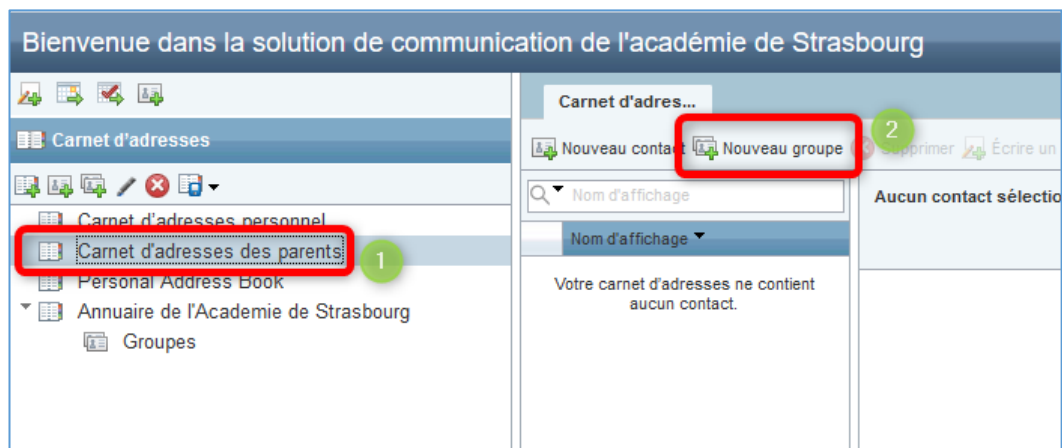 Bienvenue dans la solution de communication de l'académie de Strasbourg
Carnet d'adresses
Carnet d'adresses personnel
Carnet d'adresses des parents
1
Personal Address Book
Annuaire de l'Academie de Strasbourg
Groupes
Carnet d'adres...
Nouveau contact Nouveau groupe Supprimer Écrire un
2
Nom d'affichage
Aucun contact sélectio
Nom d'affichage
Votre carnet d'adresses ne contient
aucun contact.